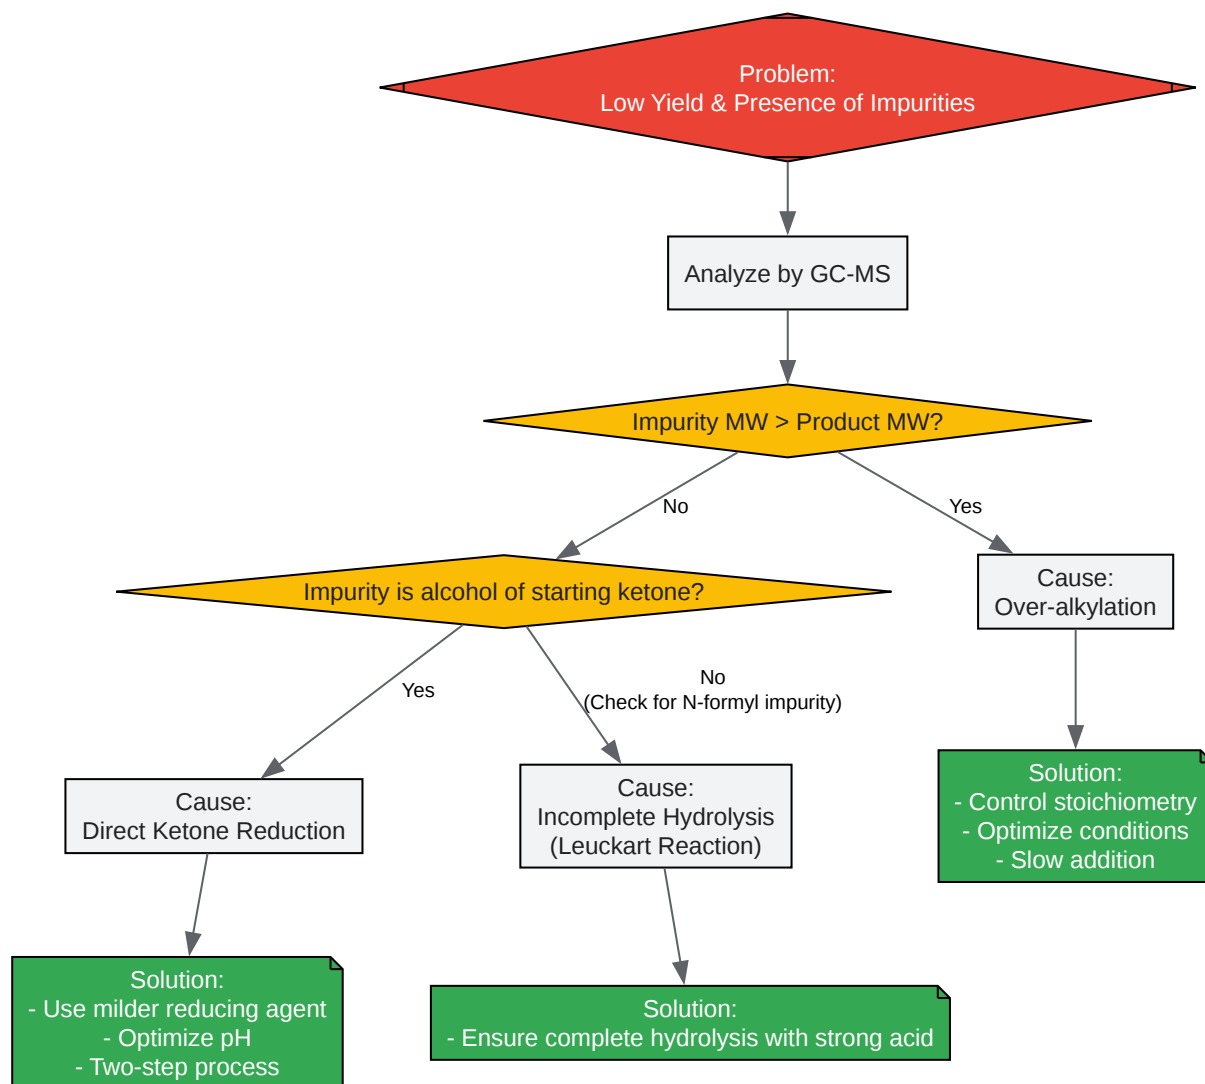 Problem:
Low Yield & Presence of Impurities
Analyze by GC-MS
Impurity MW > Product MW?
No
Yes
Impurity is alcohol of starting ketone?
Cause:
Over-alkylation
Yes
No
(Check for N-formyl impurity)
Cause:
Direct Ketone Reduction
Cause:
Incomplete Hydrolysis
(Leuckart Reaction)
Solution:
- Control stoichiometry
- Optimize conditions
- Slow addition
Solution:
- Use milder reducing agent
- Optimize pH
- Two-step process
Solution:
- Ensure complete hydrolysis with strong acid